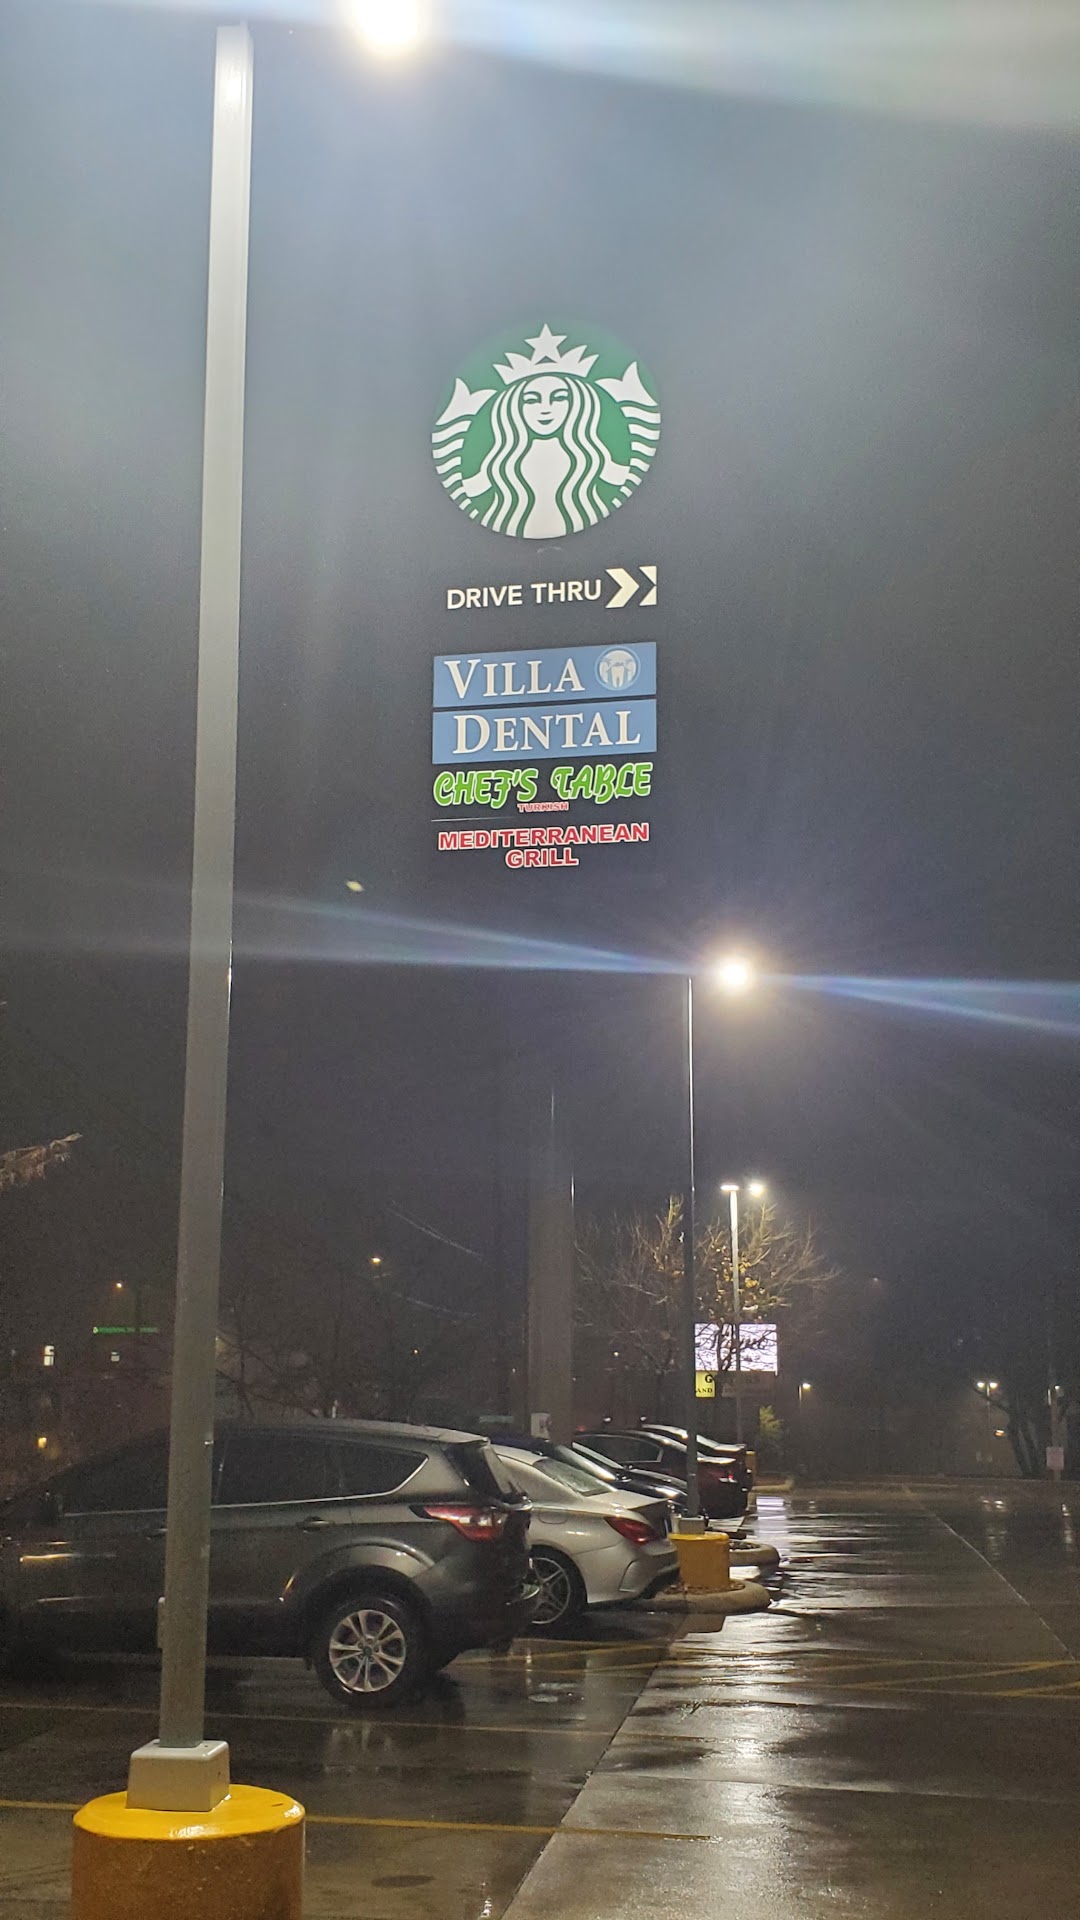 DRIVE THRU
VILLA
DENTAL
CHEF'S TABLE
TURKISH
MEDITERRANEAN
GRILL